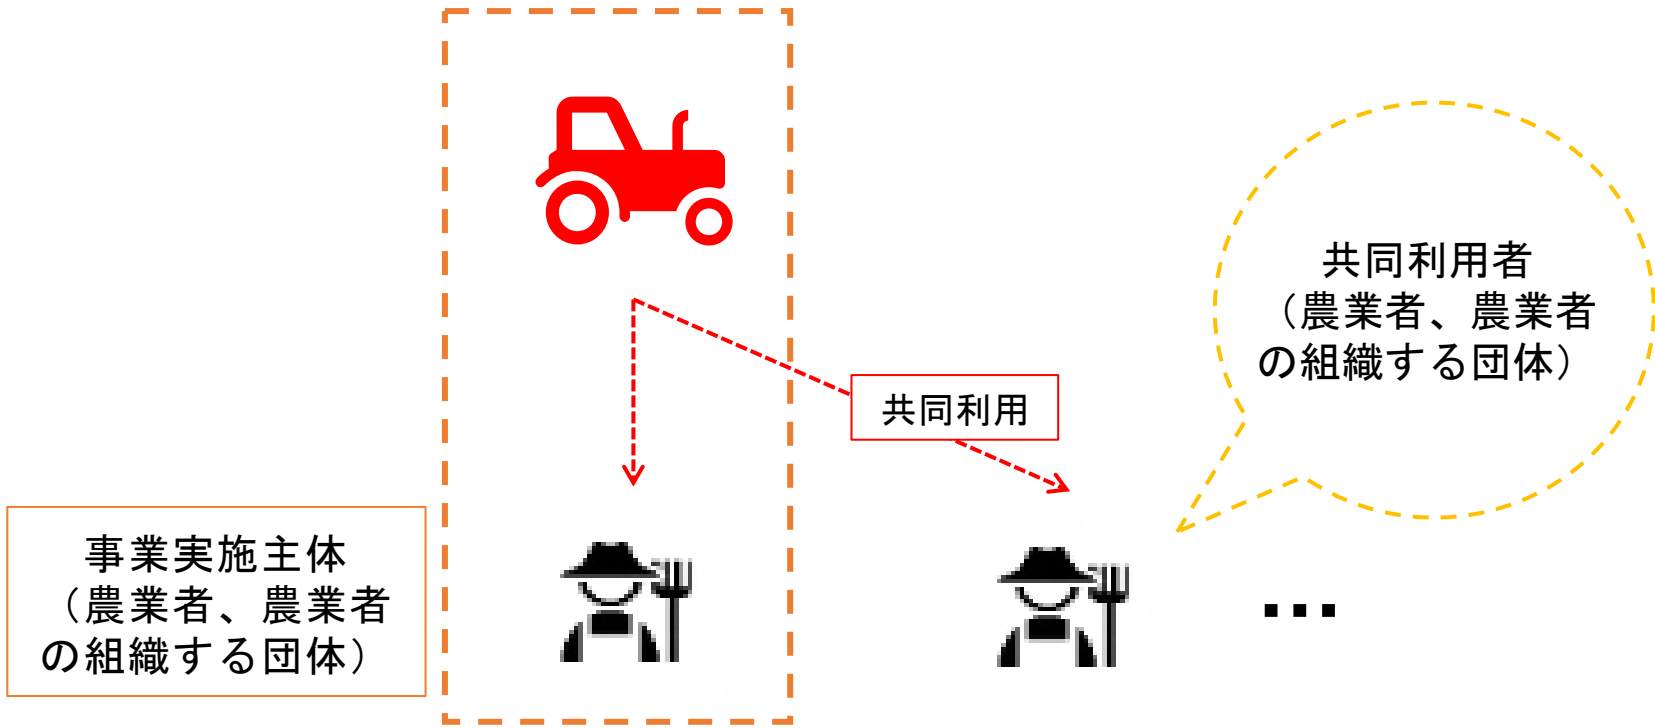 共同利用者
（農業者、農業者
の組織する団体）
共同利用
事業実施主体
（農業者、農業者
の組織する団体）
…